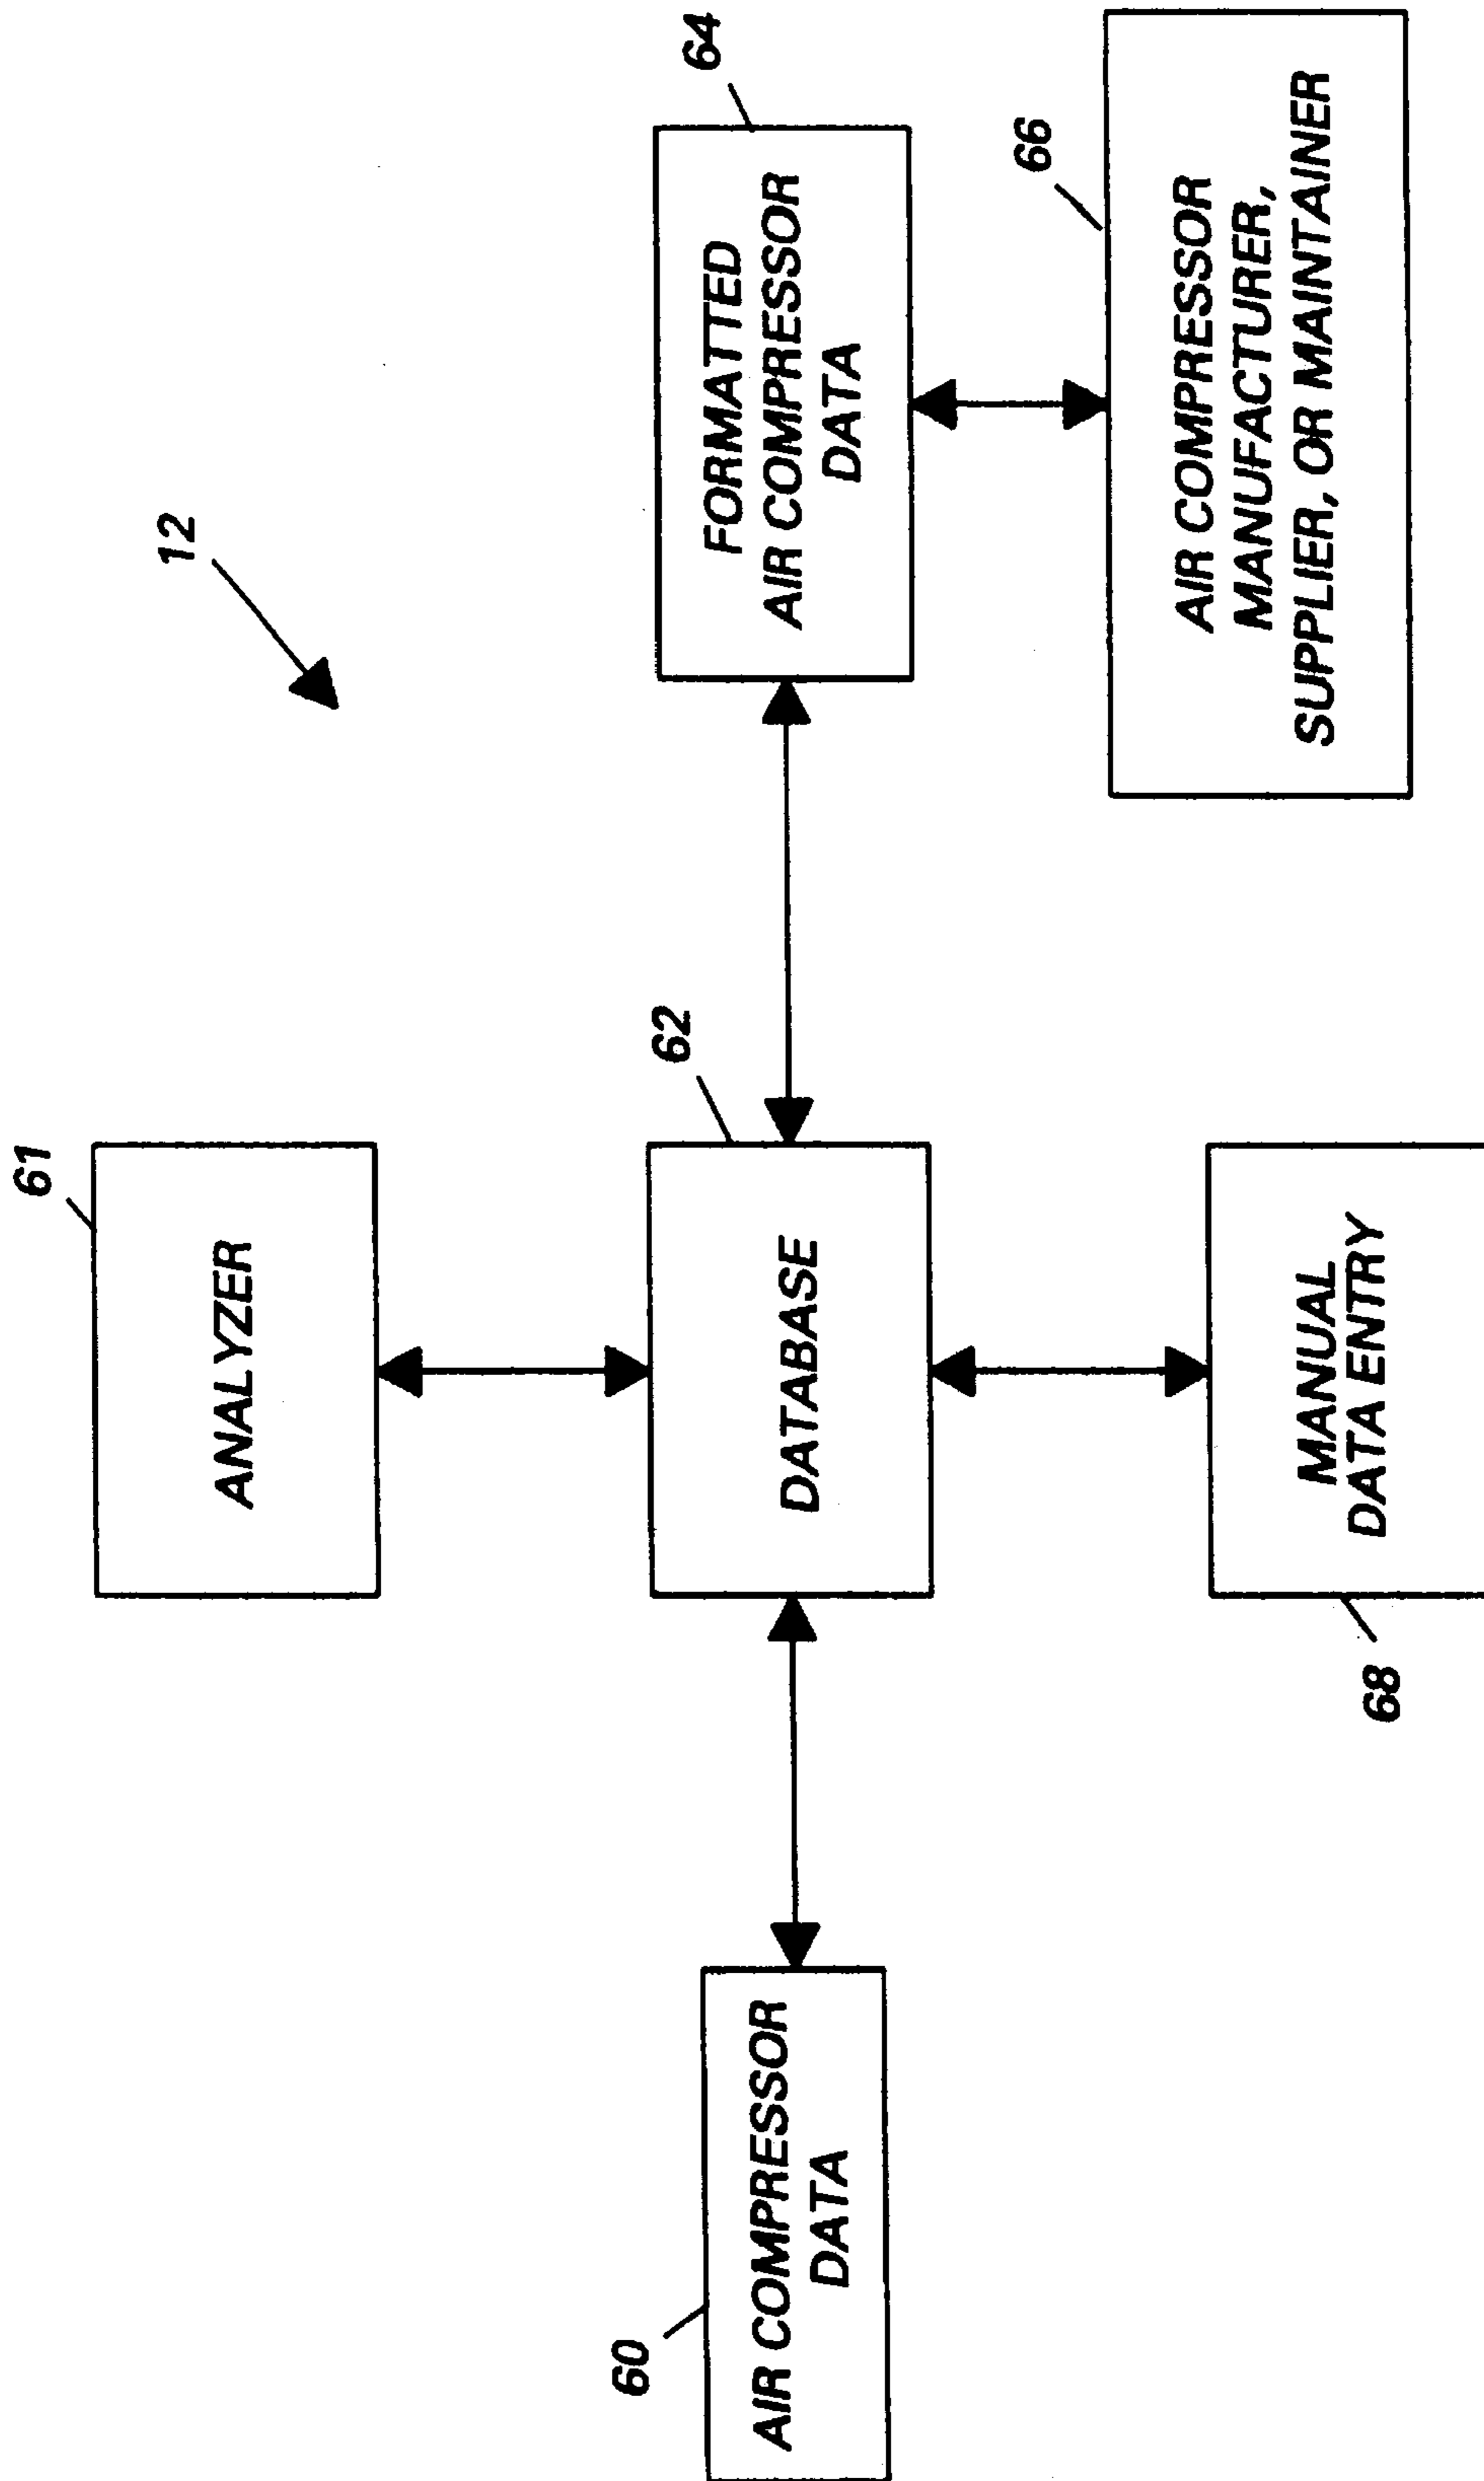 12
61
ANALYZER
60
AIR COMPRESSOR
DATA
62
DATABASE
64
FORMATTED
AIR COMPRESSOR
DATA
68
MANUAL
DATA ENTRY
66
AIR COMPRESSOR
MANUFACTURER,
SUPPLIER, OR MAINTAINER